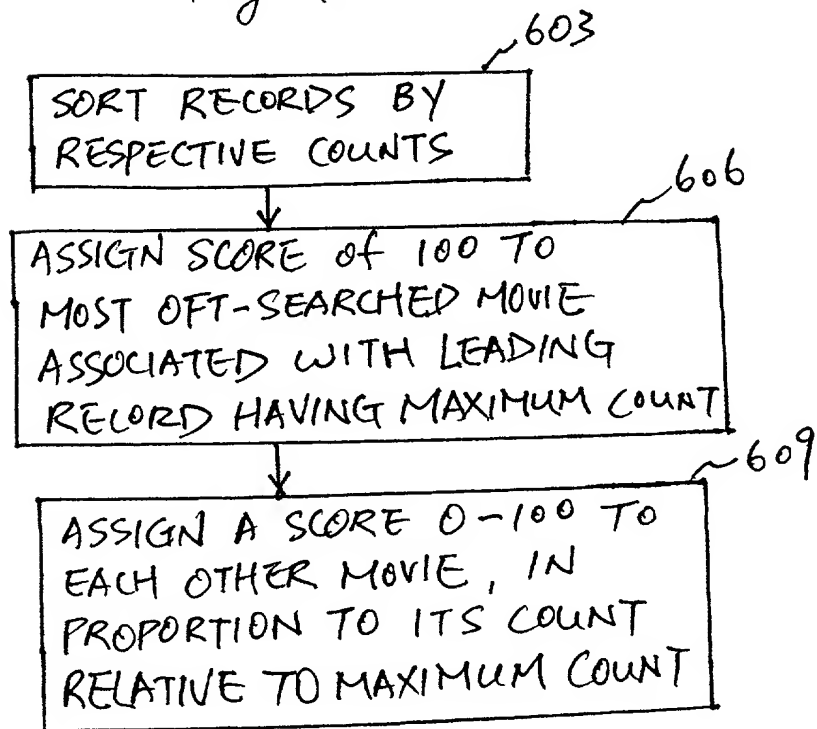 603
SORT RECORDS BY
RESPECTIVE COUNTS
606
ASSIGN SCORE of 100 TO
MOST OFT-SEARCHED MOVIE
ASSOCIATED WITH LEADING
RECORD HAVING MAXIMUM COUNT
609
ASSIGN A SCORE 0-100 TO
EACH OTHER MOVIE, IN
PROPORTION TO ITS COUNT
RELATIVE TO MAXIMUM COUNT